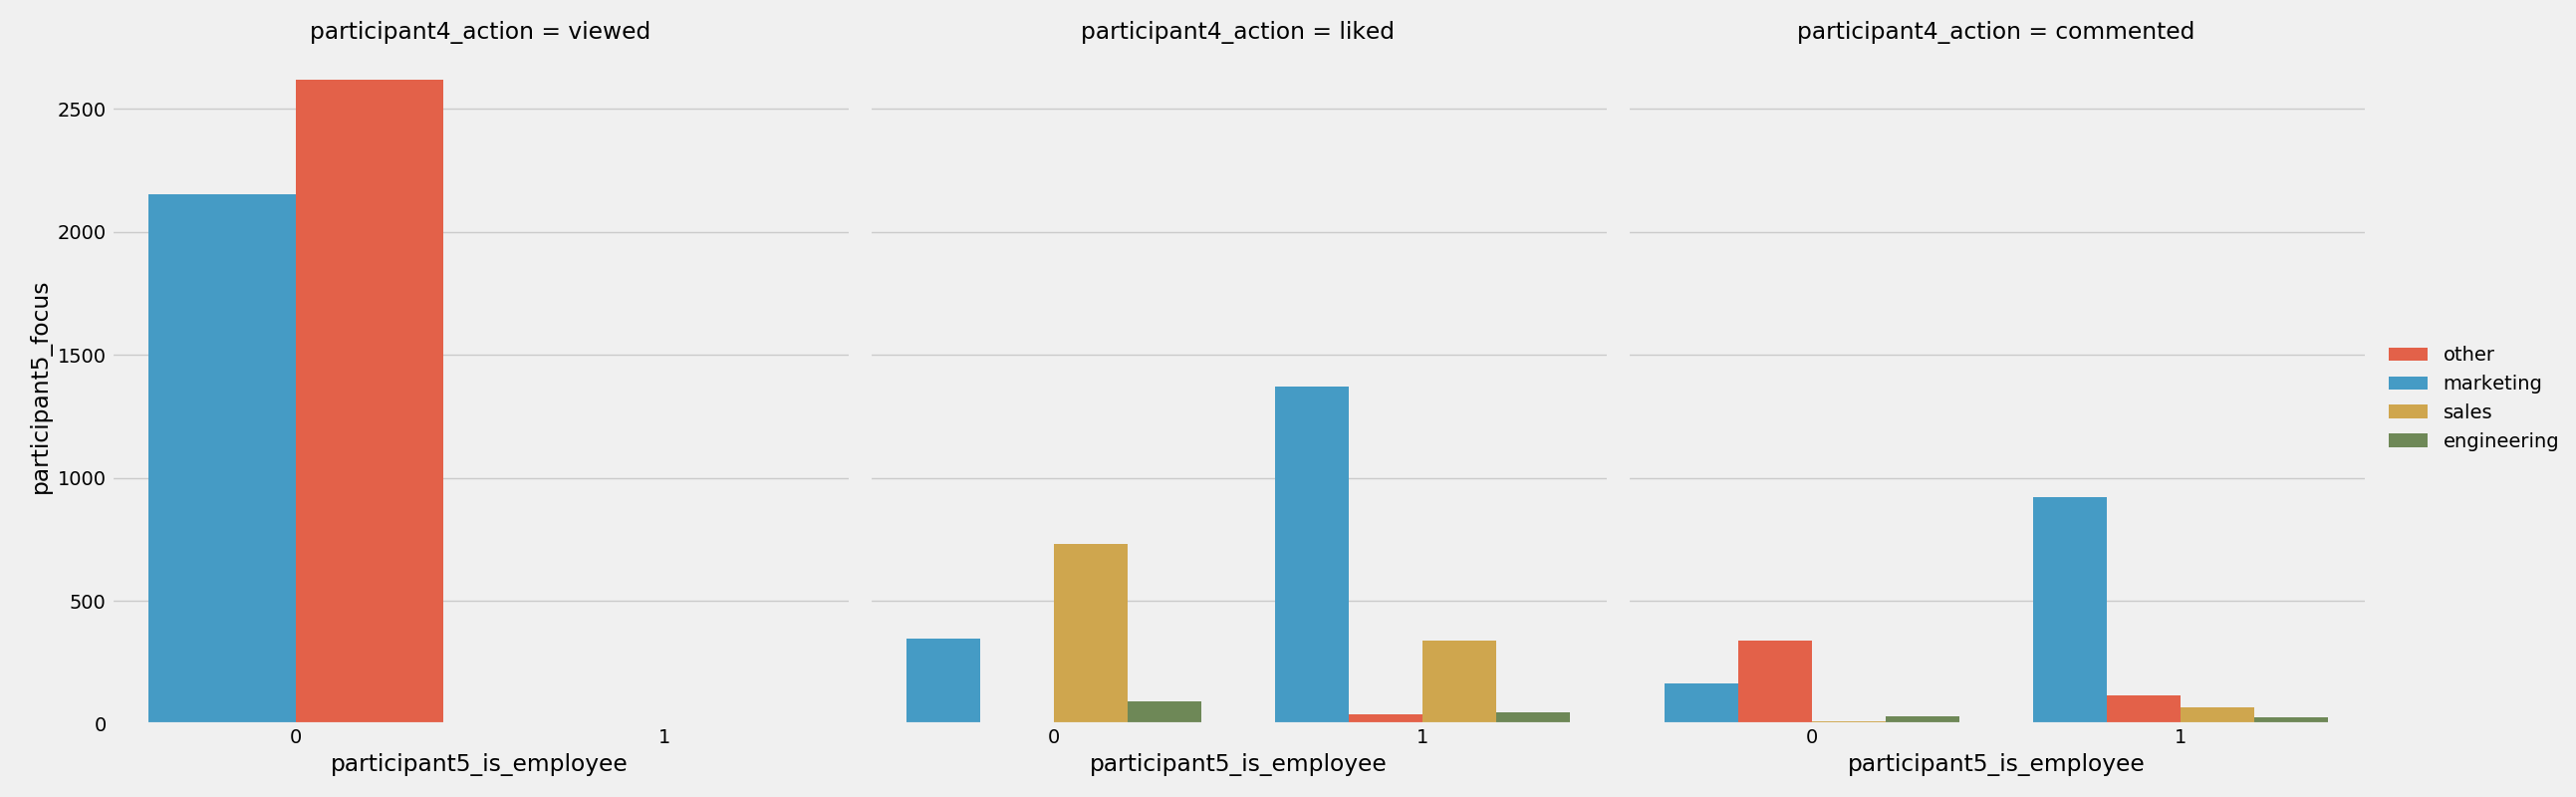 participant4_action = viewed
participant4_action = liked
participant4_action = commented
participant5_focus
2500
2000
1500
1000
500
0
0
1
participant5_is_employee
0
1
participant5_is_employee
0
1
participant5_is_employee
other
marketing
sales
engineering